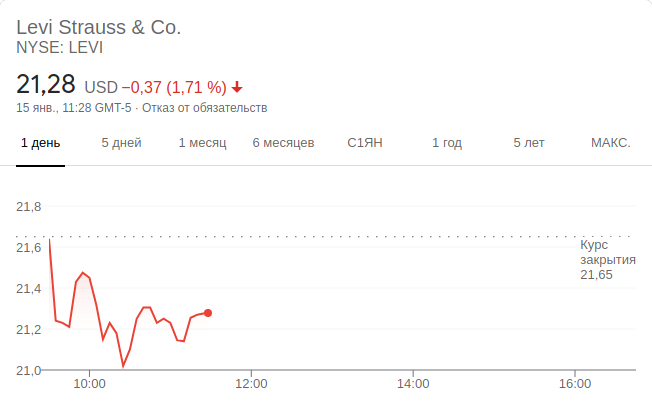 Levi Strauss & Co.
NYSE: LEVI
21,28 USD −0,37 (1,71 %)
15 янв., 11:28 GMT-5 · Отказ от обязательств
1 день 5 дней 1 месяц 6 месяцев С1ЯН 1 год 5 лет МАКС.
21,8
21,6
21,4
21,2
21,0
Курс
закрытия
21,65
10:00 12:00 14:00 16:00